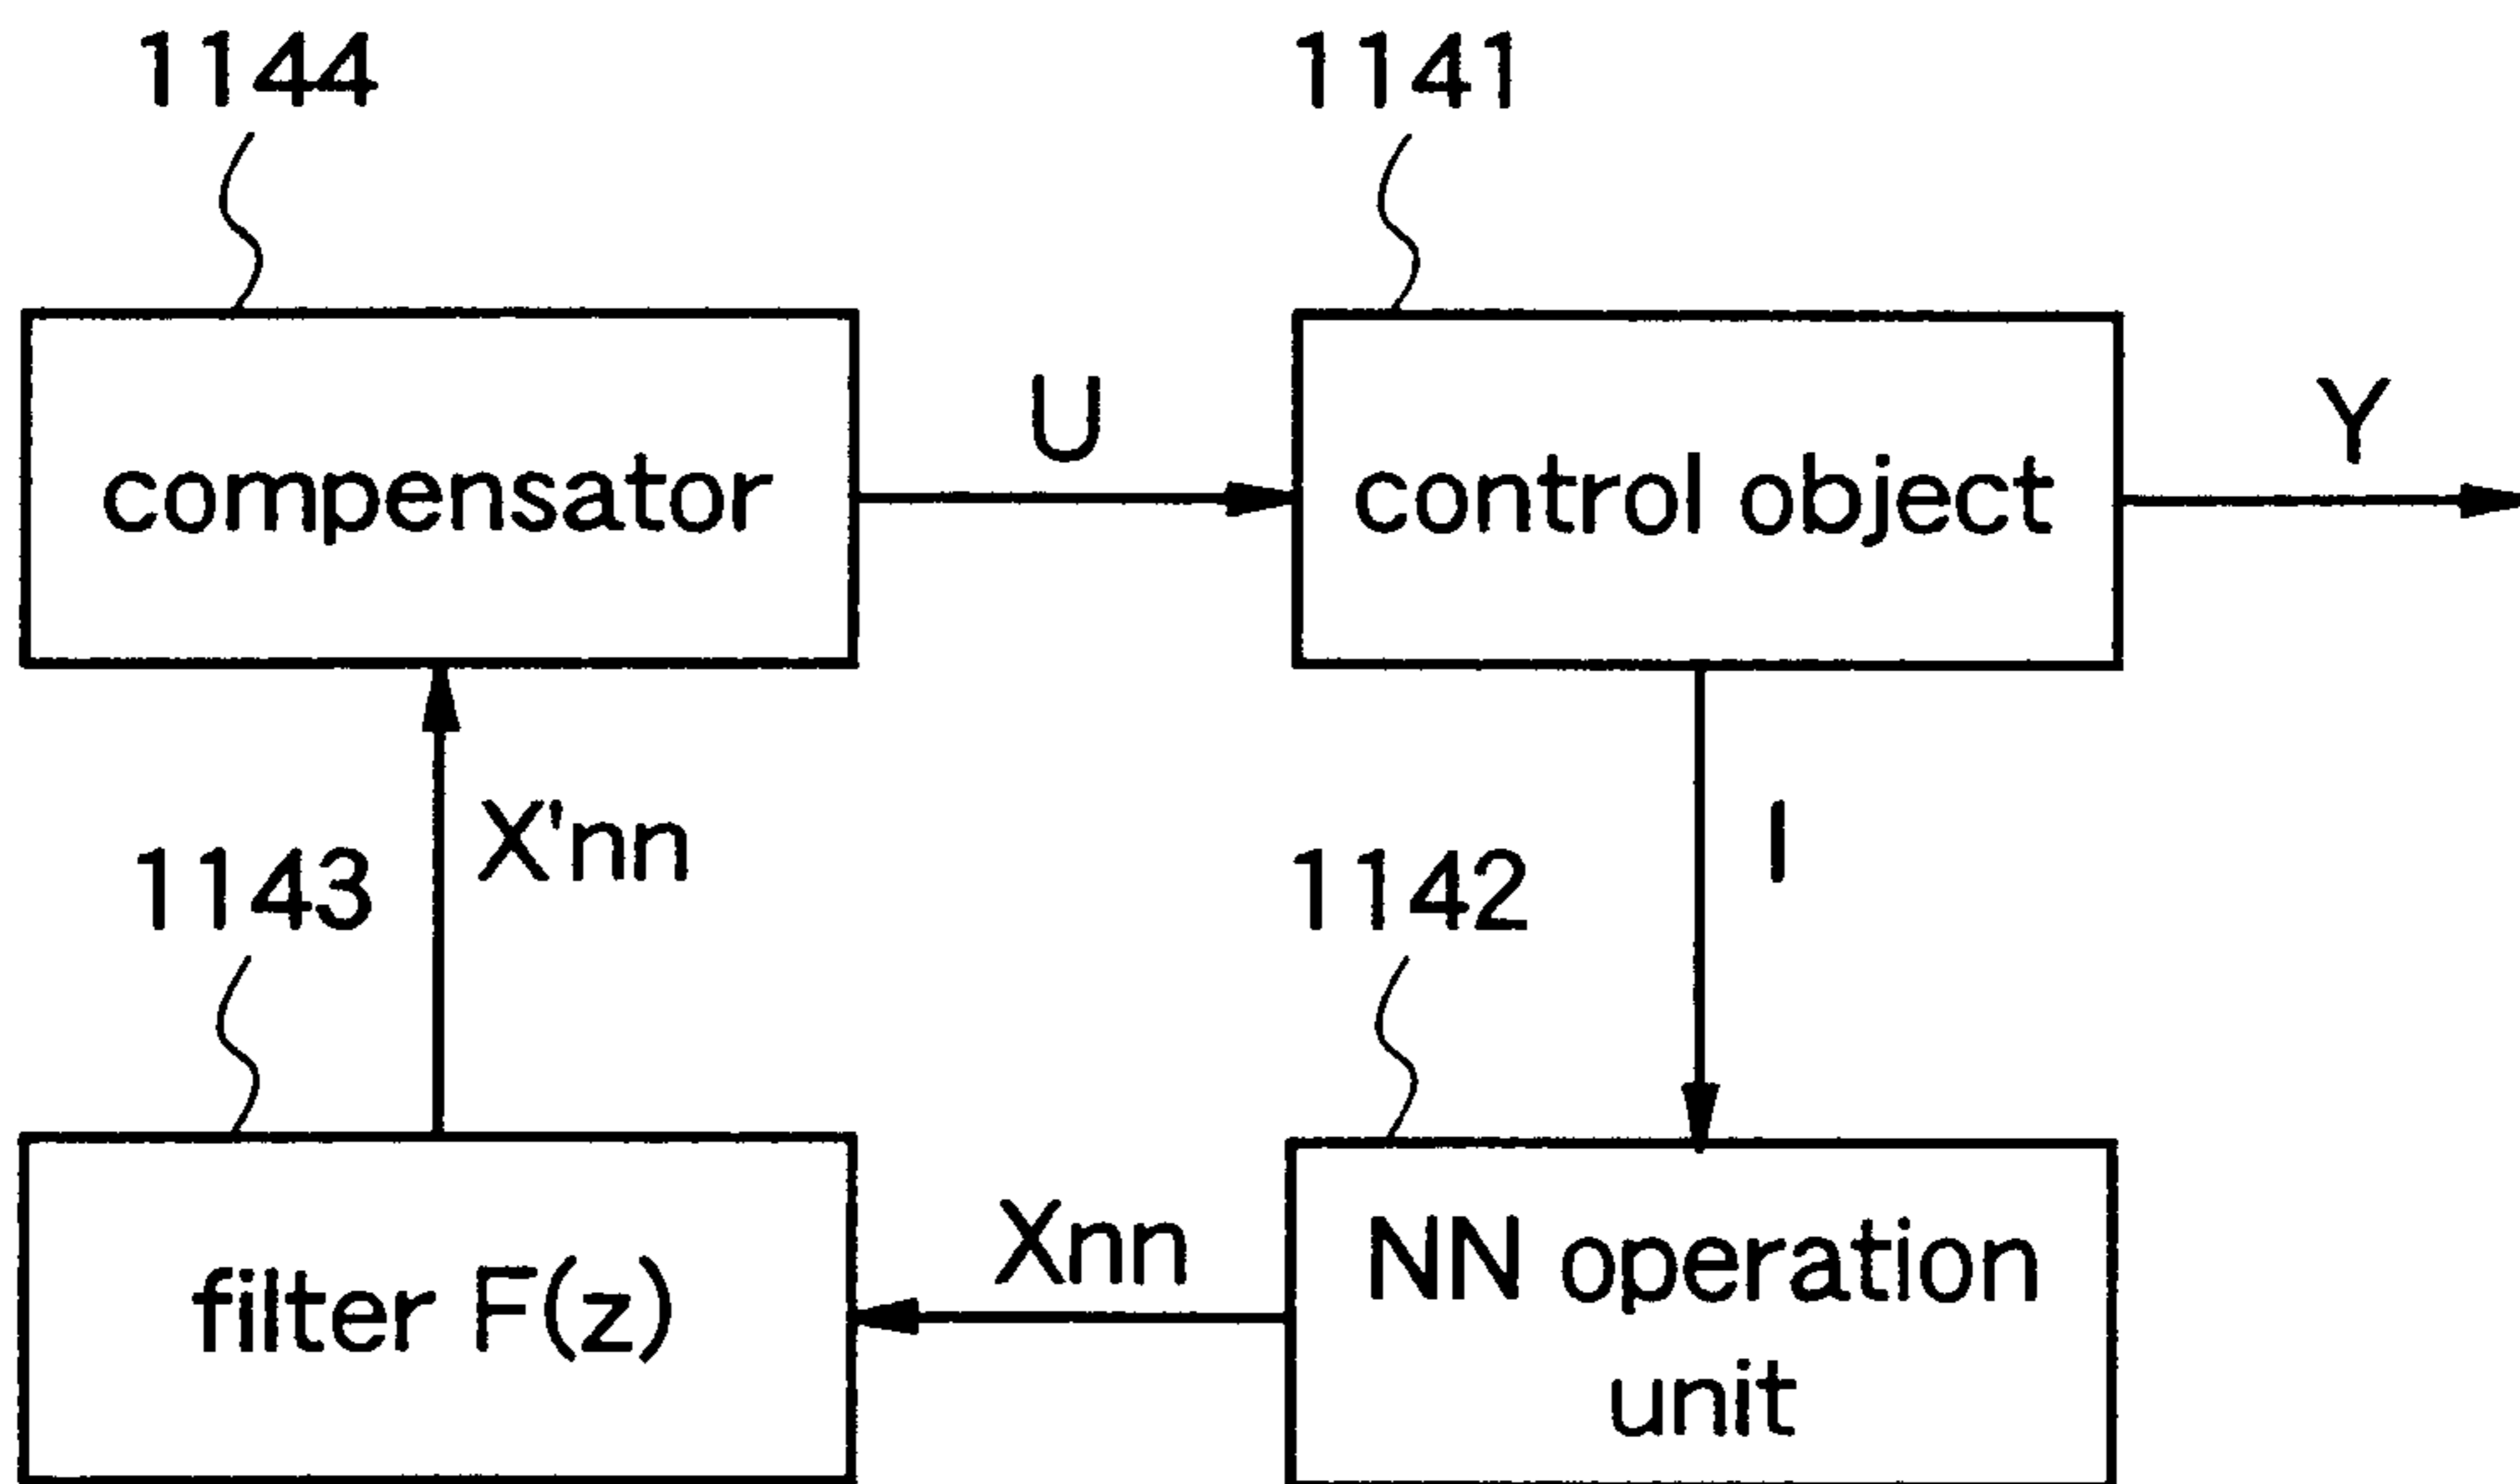 1144
1141
compensator
U
control object
Y
X'nn
I
1143
1142
filter F(z)
Xnn
NN operation
unit